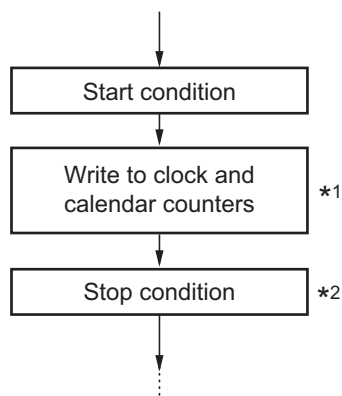 Start condition
Write to clock and
calendar counters
*1
Stop condition
*2